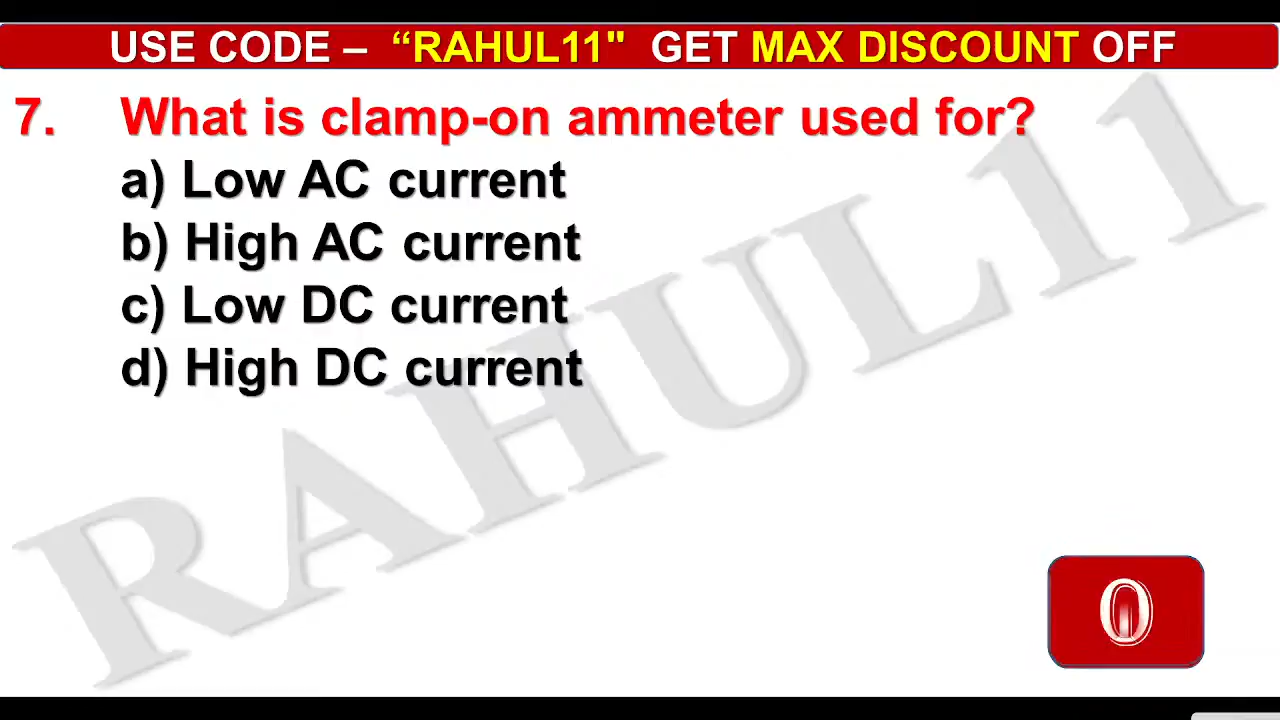 USE CODE – “RAHUL11" GET MAX DISCOUNT OFF
7. What is clamp-on ammeter used for?
a) Low AC current
b) High AC current
c) Low DC current
d) High DC current
RAHUL11
0